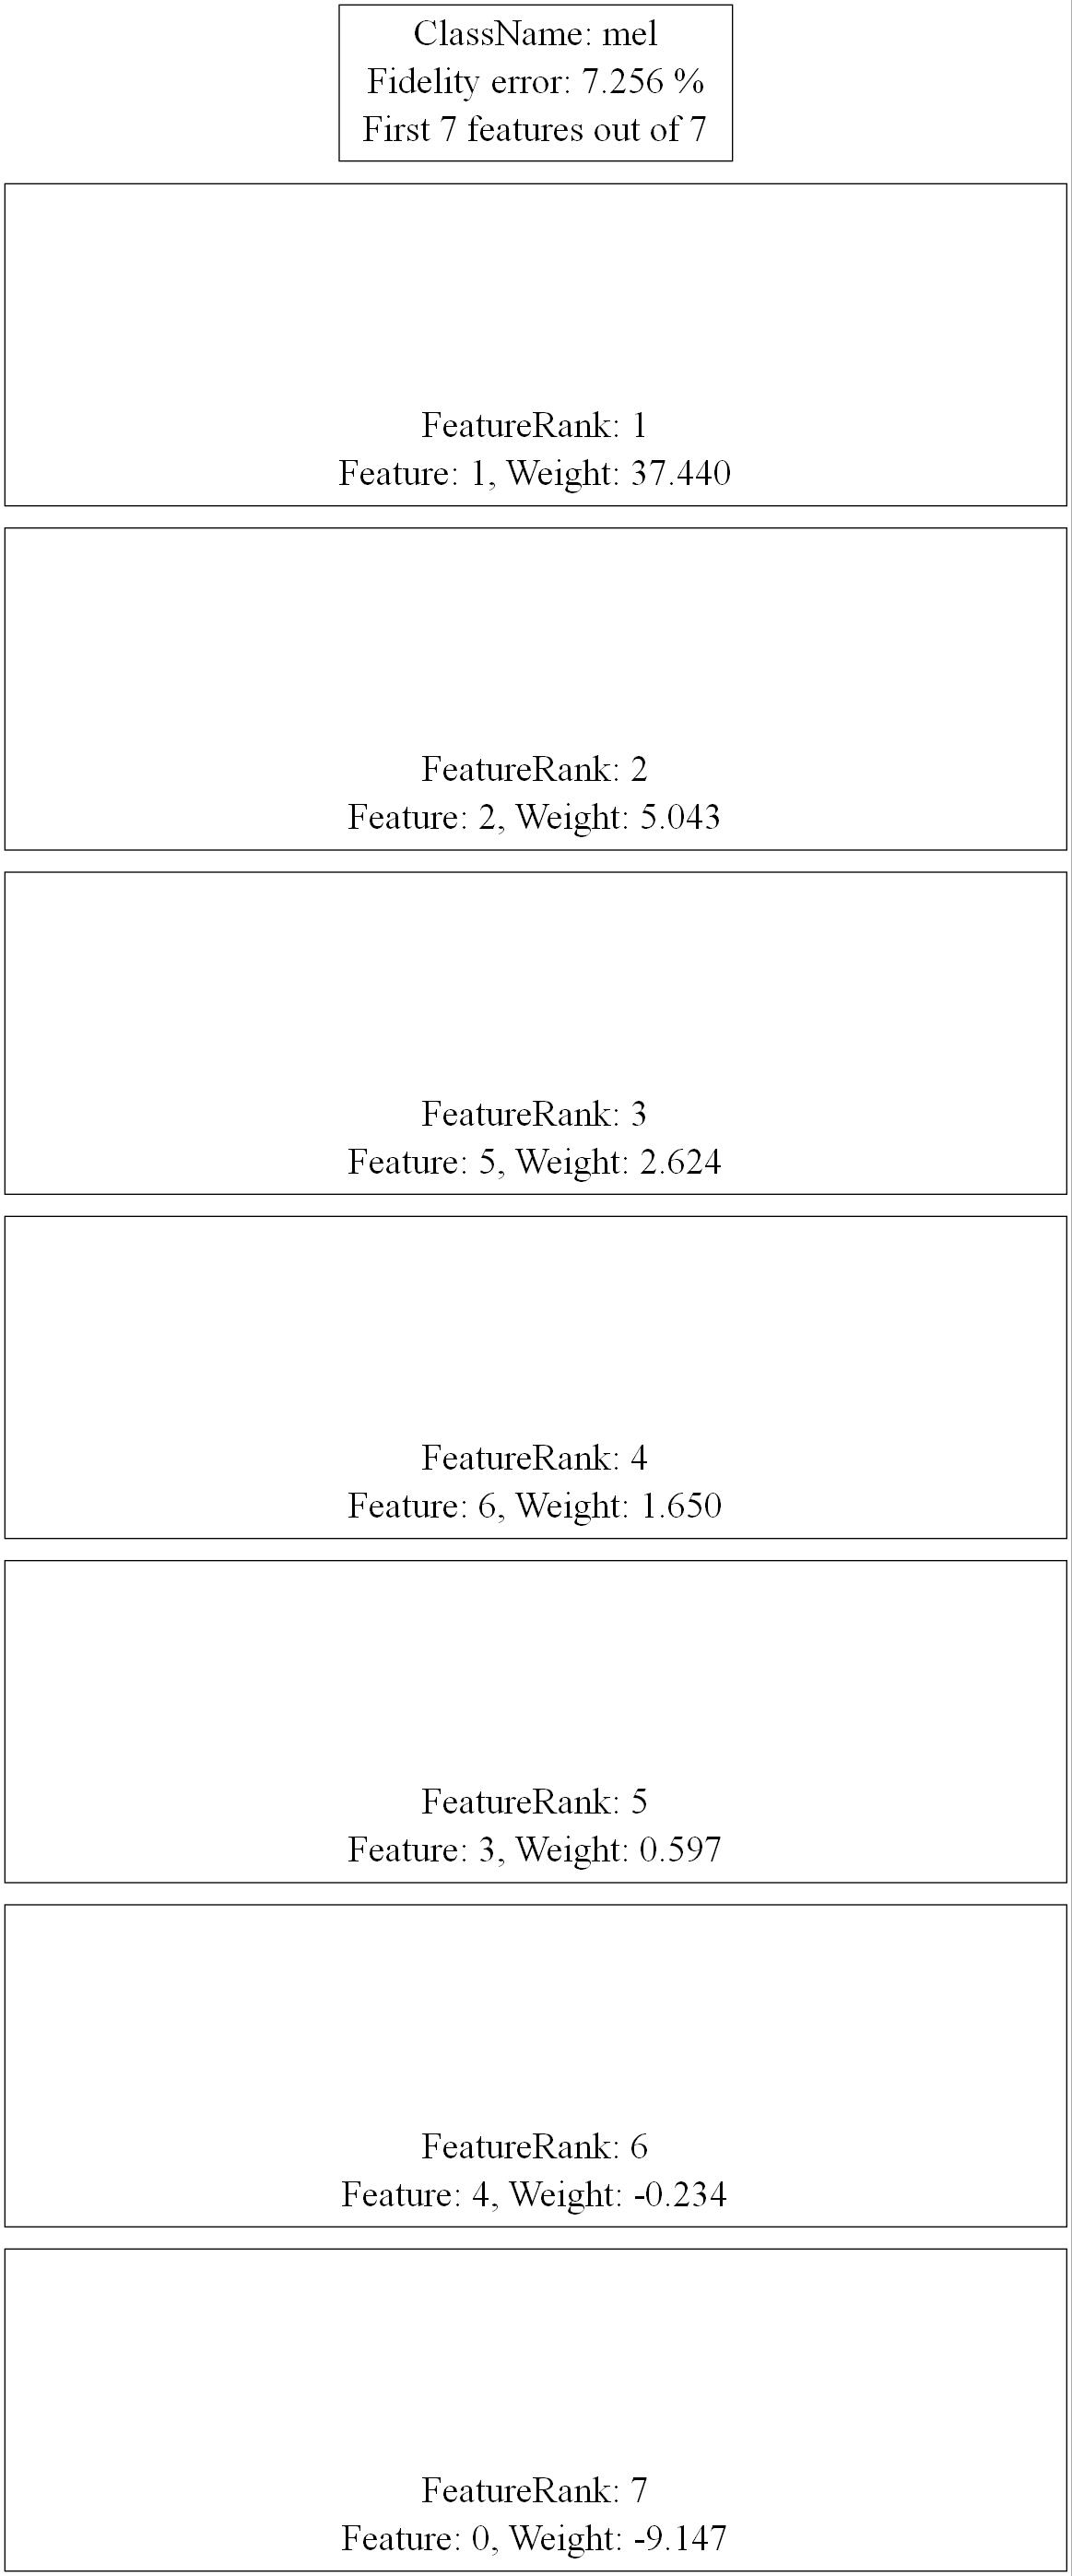 ClassName: mel
Fidelity error: 7.256 %
First 7 features out of 7
FeatureRank: 1
Feature: 1, Weight: 37.440
FeatureRank: 2
Feature: 2, Weight: 5.043
FeatureRank: 3
Feature: 5, Weight: 2.624
FeatureRank: 4
Feature: 6, Weight: 1.650
FeatureRank: 5
Feature: 3, Weight: 0.597
FeatureRank: 6
Feature: 4, Weight: -0.234
FeatureRank: 7
Feature: 0, Weight: -9.147